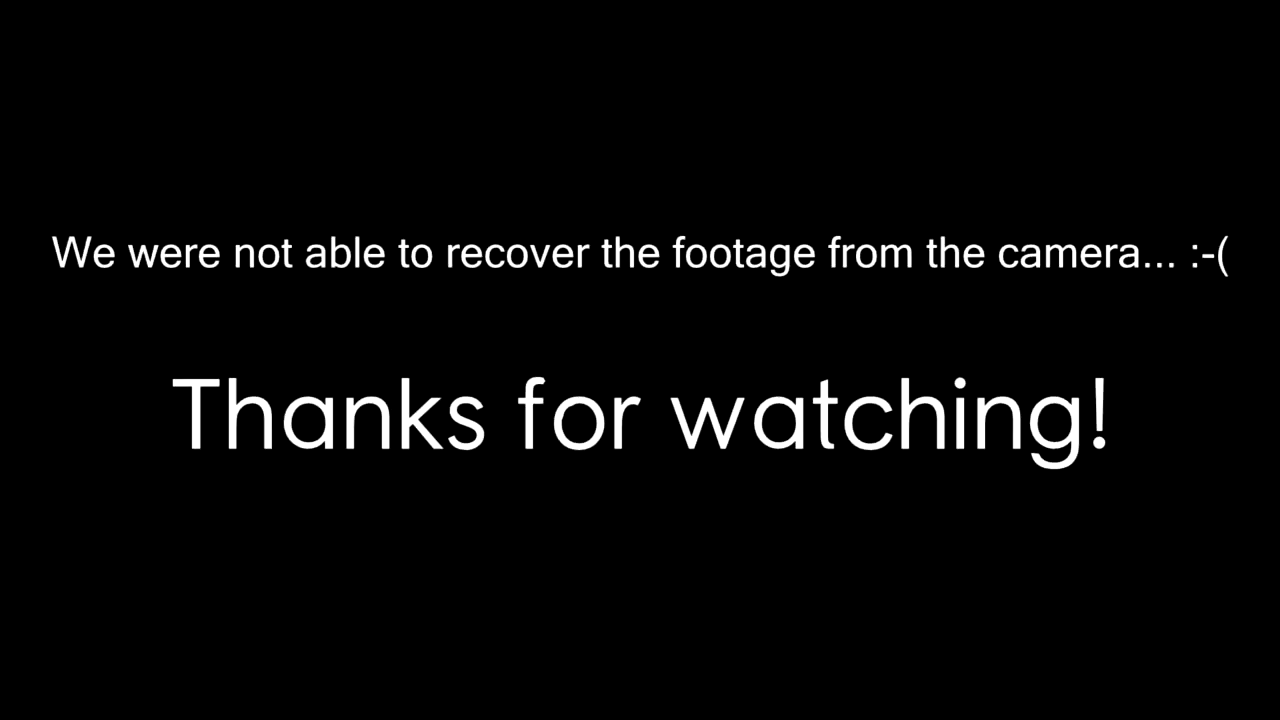 We were not able to recover the footage from the camera... :-(
Thanks for watching!